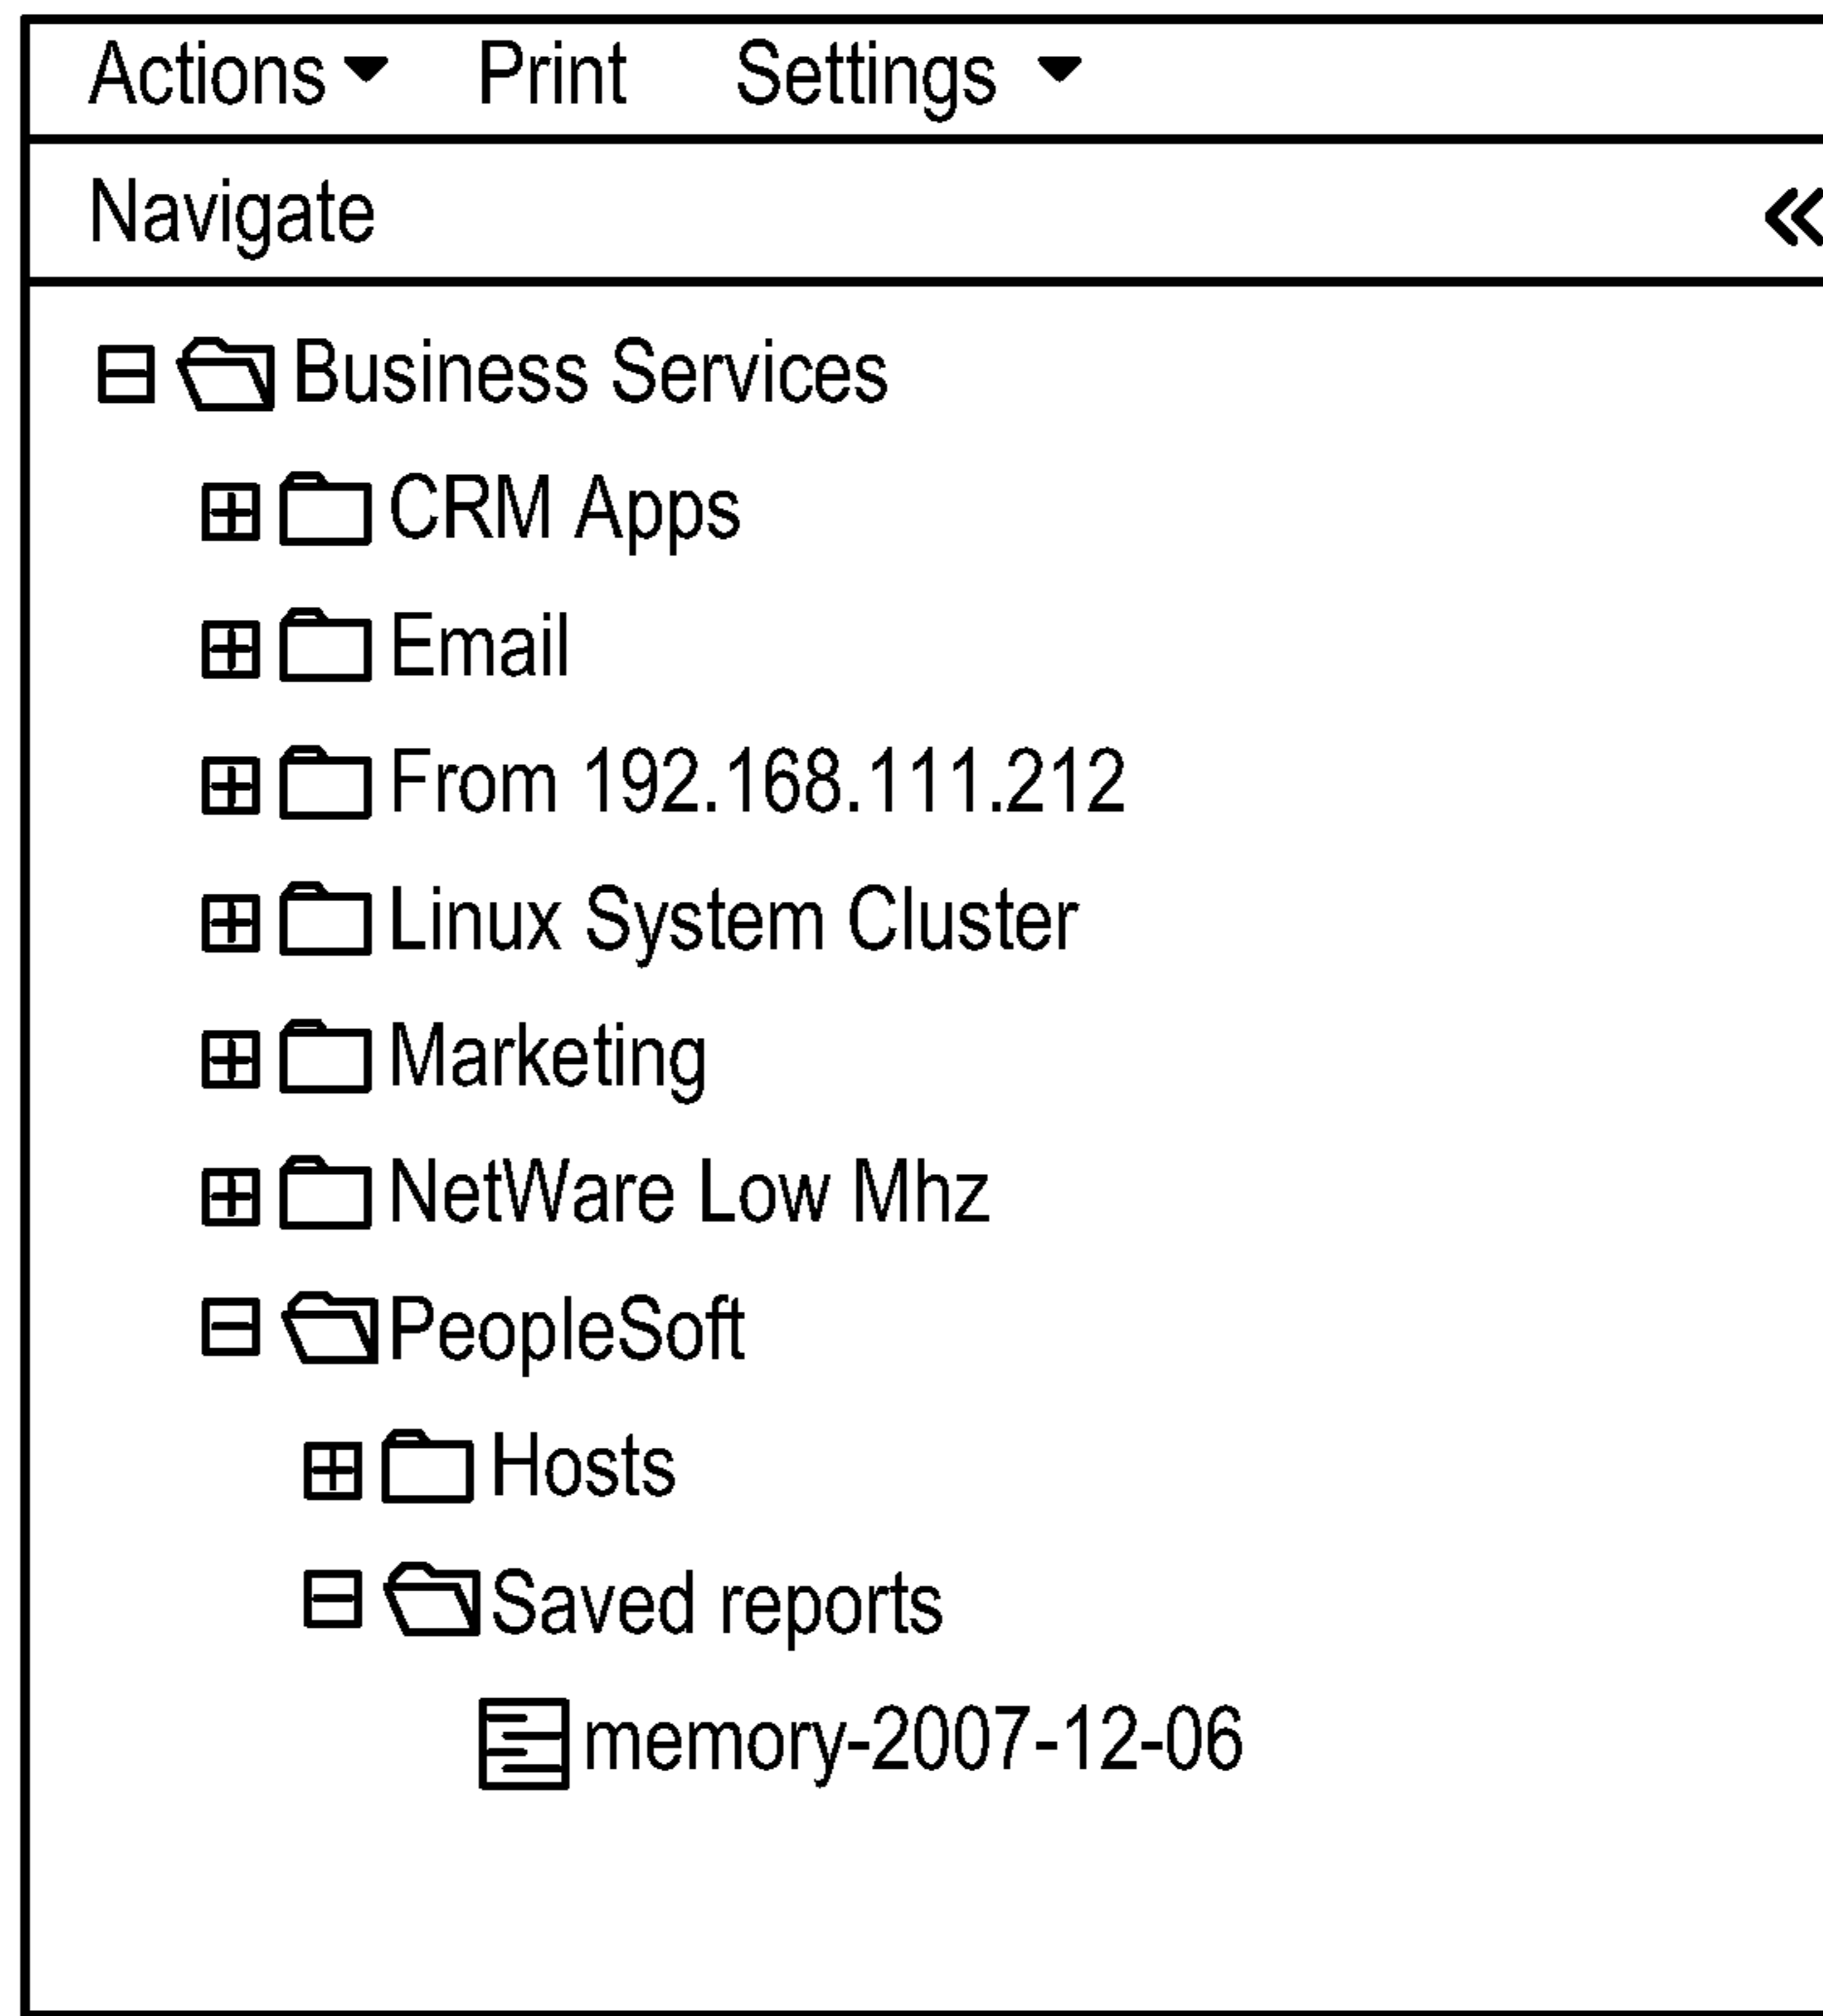 Actions Print Settings
Navigate «
Business Services
CRM Apps
Email
From 192.168.111.212
Linux System Cluster
Marketing
NetWare Low Mhz
PeopleSoft
Hosts
Saved reports
memory-2007-12-06